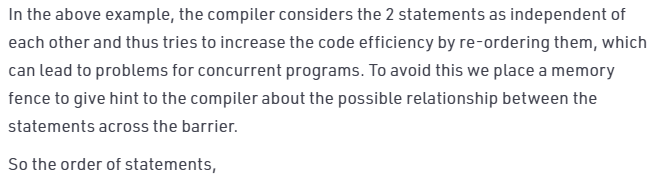 In the above example, the compiler considers the 2 statements as independent of
each other and thus tries to increase the code efficiency by re-ordering them, which
can lead to problems for concurrent programs. To avoid this we place a memory
fence to give hint to the compiler about the possible relationship between the
statements across the barrier.
So the order of statements,